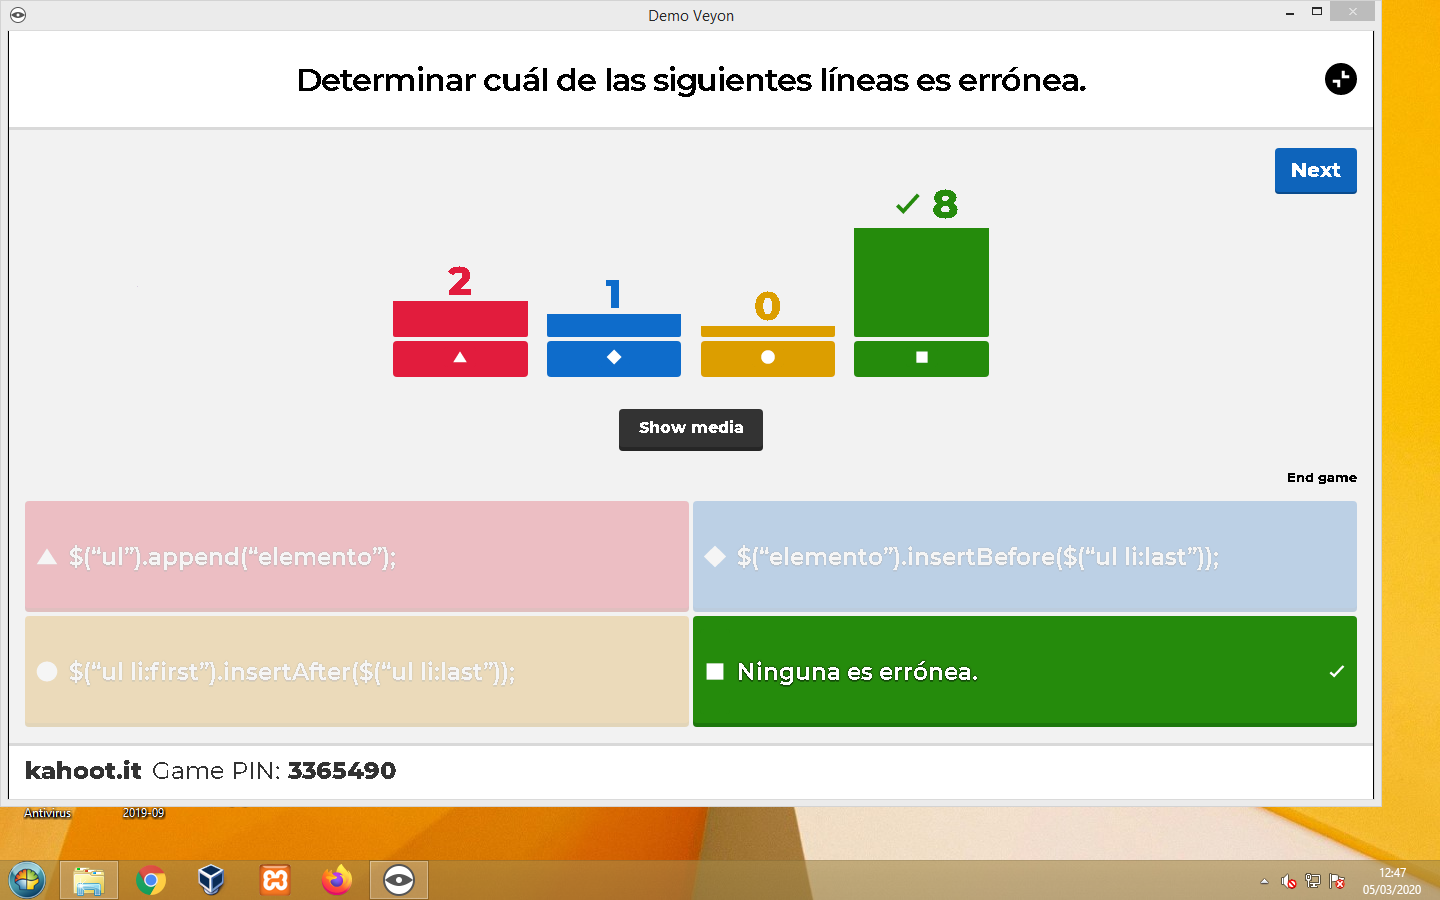 Demo Veyon
Determinar cuál de las siguientes líneas es errónea.
Next
8
2
1
0
Show media
End game
$(“ul”).append(“elemento”);
$(“elemento”).insertBefore($(“ul li:last”));
$(“ul li:first”).insertAfter($(“ul li:last”));
Ninguna es errónea.
kahoot.it Game PIN: 3365490
Antivirus
2019-09
12:47
05/03/2020